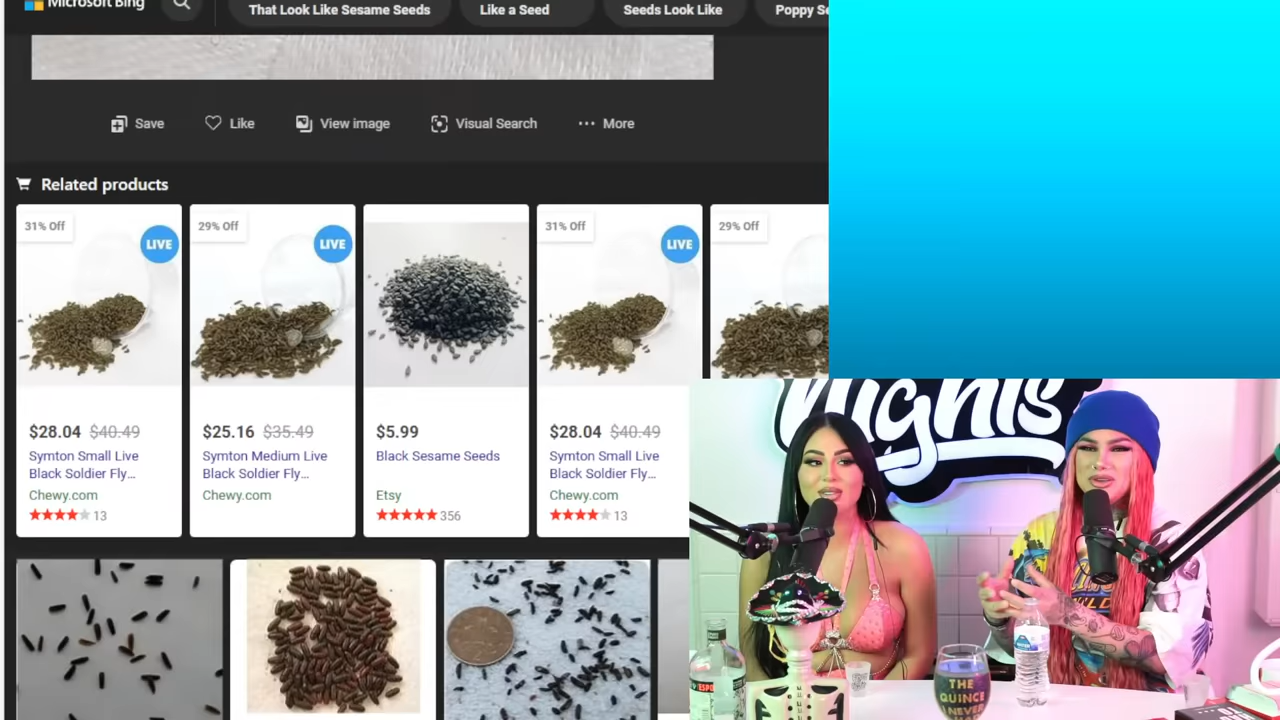 Microsoft Bing
That Look Like Sesame Seeds
Like a Seed
Seeds Look Like
Poppy
Save
Like
View image
Visual Search
More
Related products
31% Off
LIVE
29% Off
LIVE
31% Off
LIVE
29% Off
$28.04 $40.49
Symton Small Live
Black Soldier Fly...
Chewy.com
13
$25.16 $35.49
Symton Medium Live
Black Soldier Fly...
Chewy.com
$5.99
Black Sesame Seeds
Etsy
356
$28.04 $40.49
Symton Small Live
Black Soldier Fly...
Chewy.com
13
Nights
THE
QUINCE
I NEVER